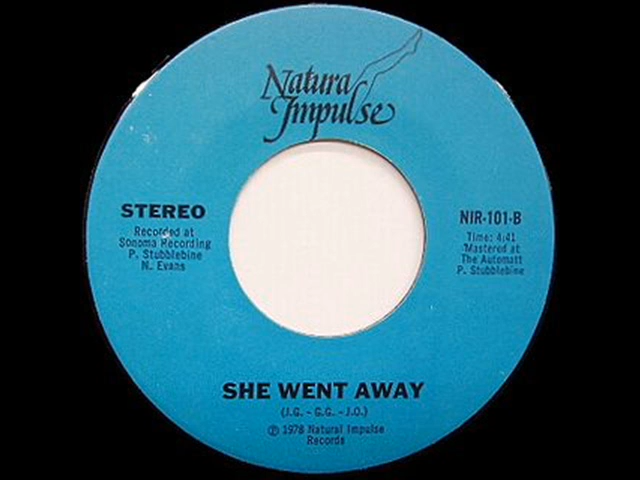 Natural
Impulse
STEREO
Recorded at
Sonoma Recording
P. Stubblebine
N. Evans
NIR-101-B
Time: 4:41
Mastered at
The Automatt
P. Stubblebine
SHE WENT AWAY
(J.G. - G.G. - J.O.)
℗ 1978 Natural Impulse
Records